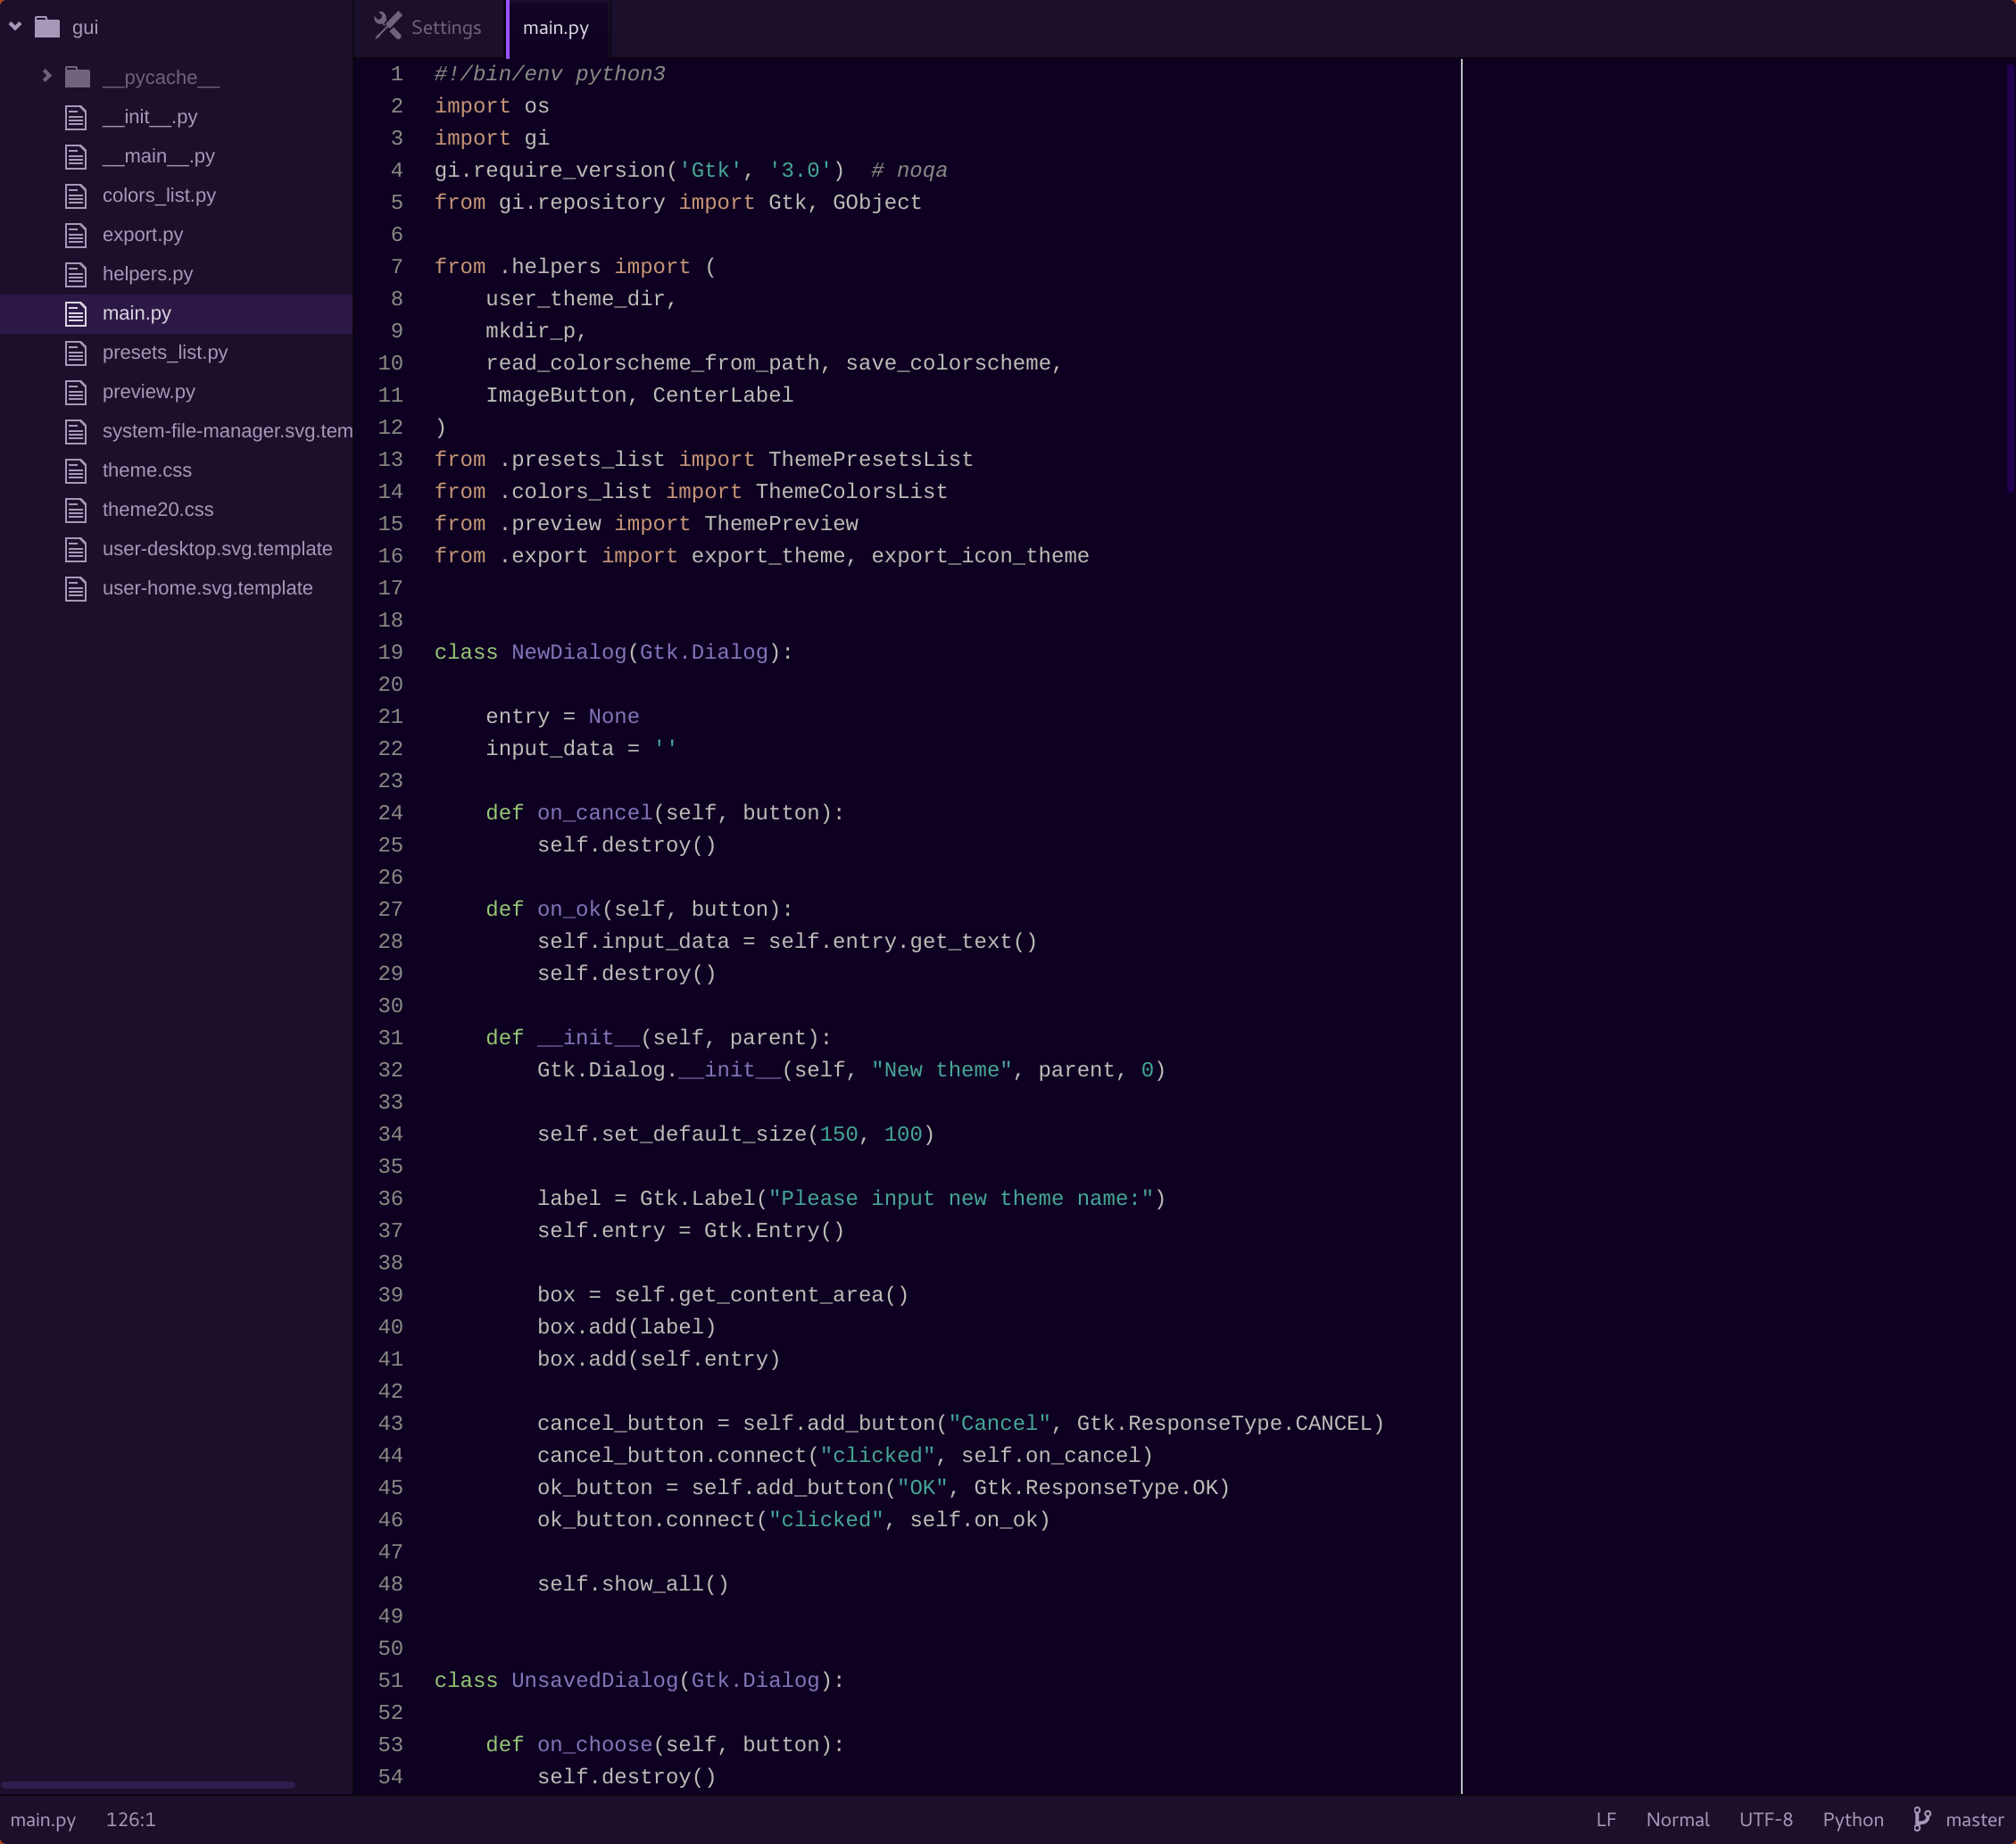 gui
__pycache__
__init__.py
__main__.py
colors_list.py
export.py
helpers.py
main.py
presets_list.py
preview.py
system-file-manager.svg.tem
theme.css
theme20.css
user-desktop.svg.template
user-home.svg.template
Settings main.py
1 #!/bin/env python3
2 import os
3 import gi
4 gi.require_version('Gtk', '3.0')  # noqa
5 from gi.repository import Gtk, GObject
6
7 from .helpers import (
8     user_theme_dir,
9     mkdir_p,
10     read_colorscheme_from_path, save_colorscheme,
11     ImageButton, CenterLabel
12 )
13 from .presets_list import ThemePresetsList
14 from .colors_list import ThemeColorsList
15 from .preview import ThemePreview
16 from .export import export_theme, export_icon_theme
17
18
19 class NewDialog(Gtk.Dialog):
20
21     entry = None
22     input_data = ''
23
24     def on_cancel(self, button):
25         self.destroy()
26
27     def on_ok(self, button):
28         self.input_data = self.entry.get_text()
29         self.destroy()
30
31     def __init__(self, parent):
32         Gtk.Dialog.__init__(self, "New theme", parent, 0)
33
34         self.set_default_size(150, 100)
35
36         label = Gtk.Label("Please input new theme name:")
37         self.entry = Gtk.Entry()
38
39         box = self.get_content_area()
40         box.add(label)
41         box.add(self.entry)
42
43         cancel_button = self.add_button("Cancel", Gtk.ResponseType.CANCEL)
44         cancel_button.connect("clicked", self.on_cancel)
45         ok_button = self.add_button("OK", Gtk.ResponseType.OK)
46         ok_button.connect("clicked", self.on_ok)
47
48         self.show_all()
49
50
51 class UnsavedDialog(Gtk.Dialog):
52
53     def on_choose(self, button):
54         self.destroy()
main.py 126:1 LF Normal UTF-8 Python master